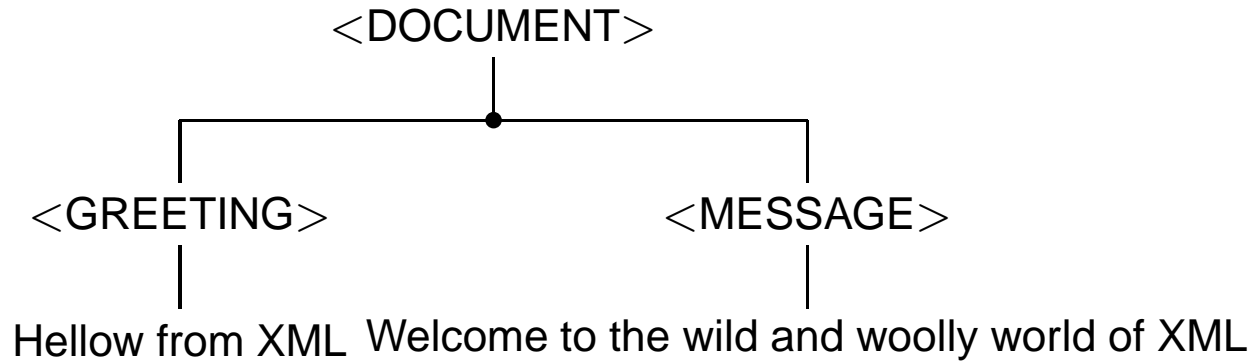 <DOCUMENT>
<GREETING> <MESSAGE>
Hellow from XML Welcome to the wild and woolly world of XML